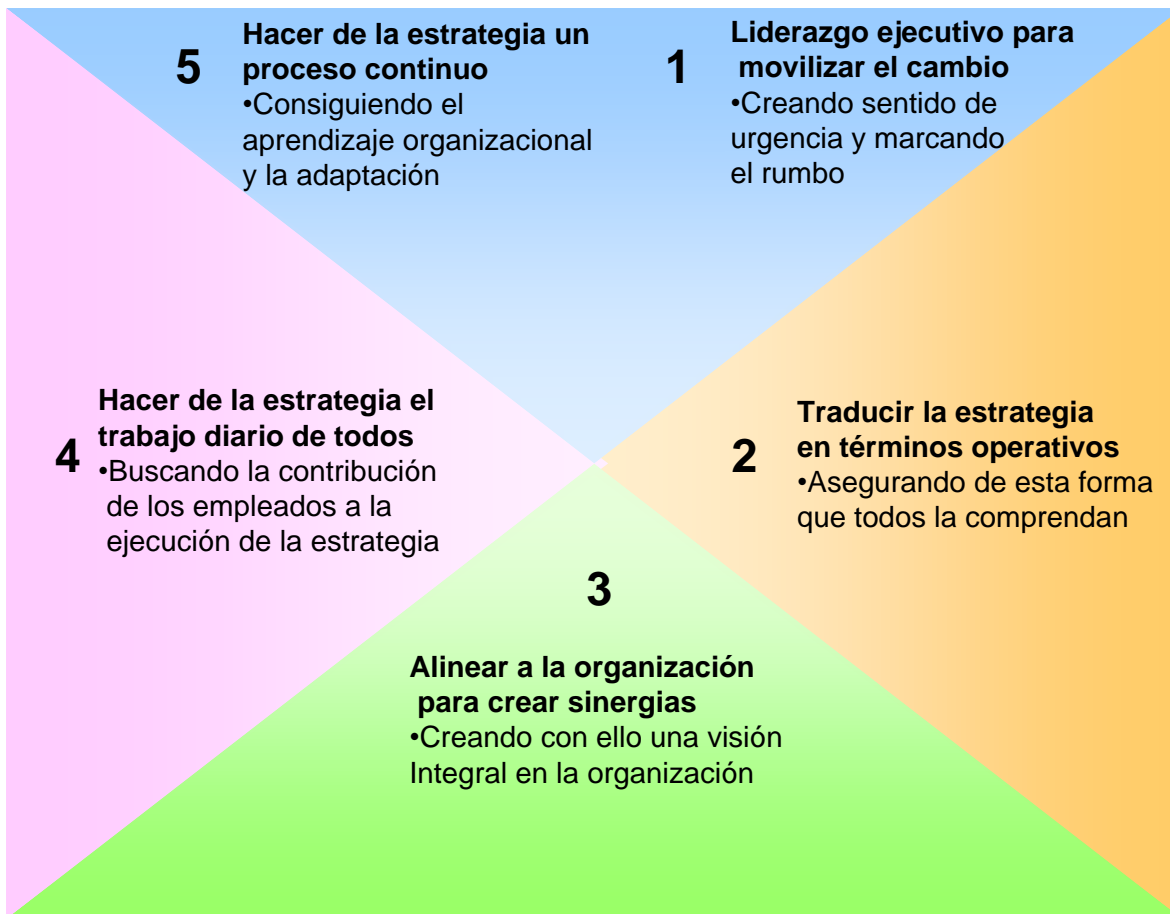 5
Hacer de la estrategia un
proceso continuo
•Consiguiendo el
aprendizaje organizacional
y la adaptación
1
Liderazgo ejecutivo para
movilizar el cambio
•Creando sentido de
urgencia y marcando
el rumbo
4
Hacer de la estrategia el
trabajo diario de todos
•Buscando la contribución
de los empleados a la
ejecución de la estrategia
2
Traducir la estrategia
en términos operativos
•Asegurando de esta forma
que todos la comprendan
3
Alinear a la organización
para crear sinergias
•Creando con ello una visión
Integral en la organización